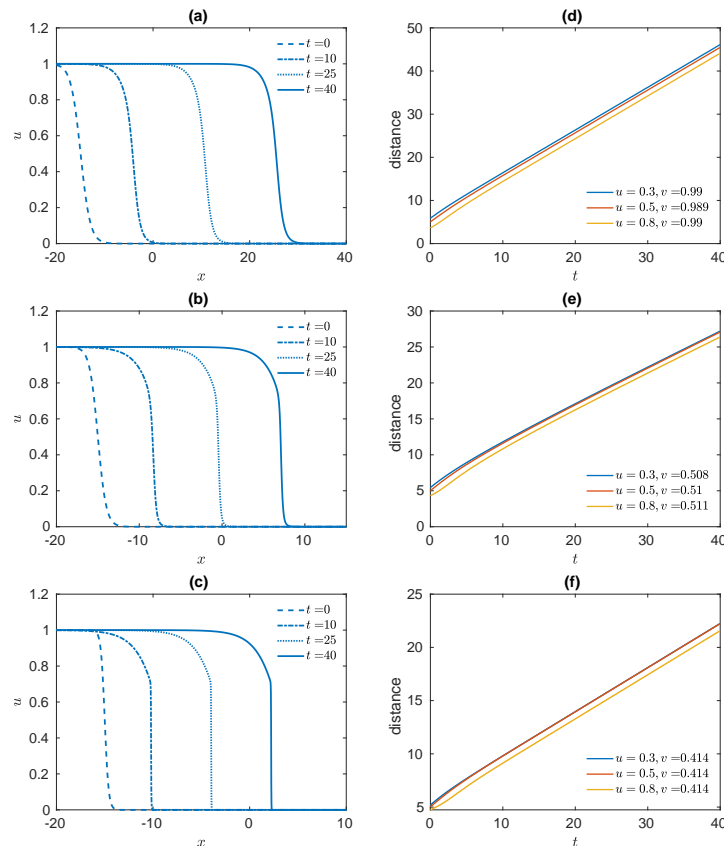 (a)
1.2
1
0.8
0.6
0.4
0.2
0
u
-20
0
20
40
x
t =0
t =10
t =25
t =40
(d)
50
40
30
20
10
0
distance
0
10
20
30
40
t
u = 0.3, v =0.99
u = 0.5, v =0.989
u = 0.8, v =0.99
(b)
1.2
1
0.8
0.6
0.4
0.2
0
u
-20
-10
0
10
x
t =0
t =10
t =25
t =40
(e)
30
25
20
15
10
5
0
distance
0
10
20
30
40
t
u = 0.3, v =0.508
u = 0.5, v =0.51
u = 0.8, v =0.511
(c)
1.2
1
0.8
0.6
0.4
0.2
0
u
-20
-10
0
10
x
t =0
t =10
t =25
t =40
(f)
25
20
15
10
5
distance
0
10
20
30
40
t
u = 0.3, v =0.414
u = 0.5, v =0.414
u = 0.8, v =0.414